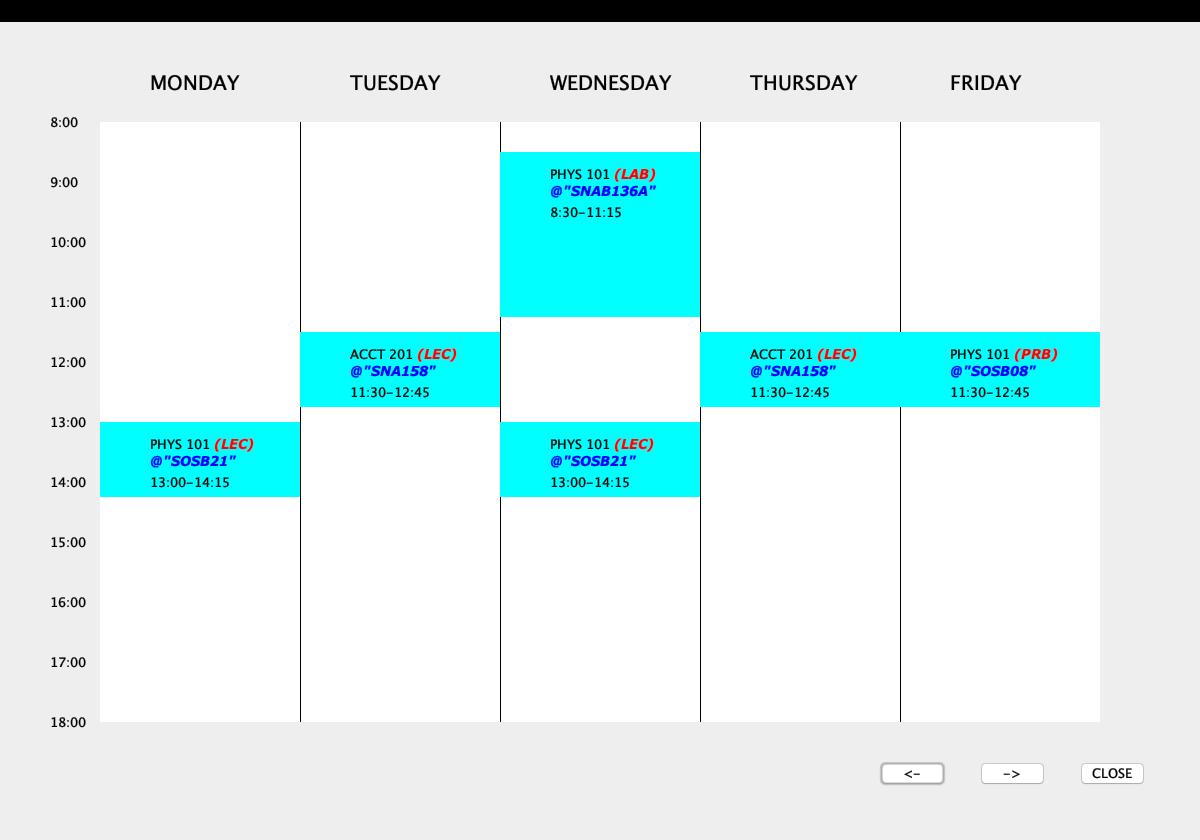 MONDAY TUESDAY WEDNESDAY THURSDAY FRIDAY
8:00
PHYS 101 (LAB)
9:00
@"SNAB136A"
8:30-11:15
10:00
11:00
ACCT 201 (LEC) ACCT 201 (LEC) PHYS 101 (PRB)
12:00
@"SNA158" @"SNA158" @"SOSB08"
11:30-12:45 11:30-12:45 11:30-12:45
13:00
PHYS 101 (LEC) PHYS 101 (LEC)
@"SOSB21" @"SOSB21"
14:00
13:00-14:15 13:00-14:15
15:00
16:00
17:00
18:00
<- -> CLOSE